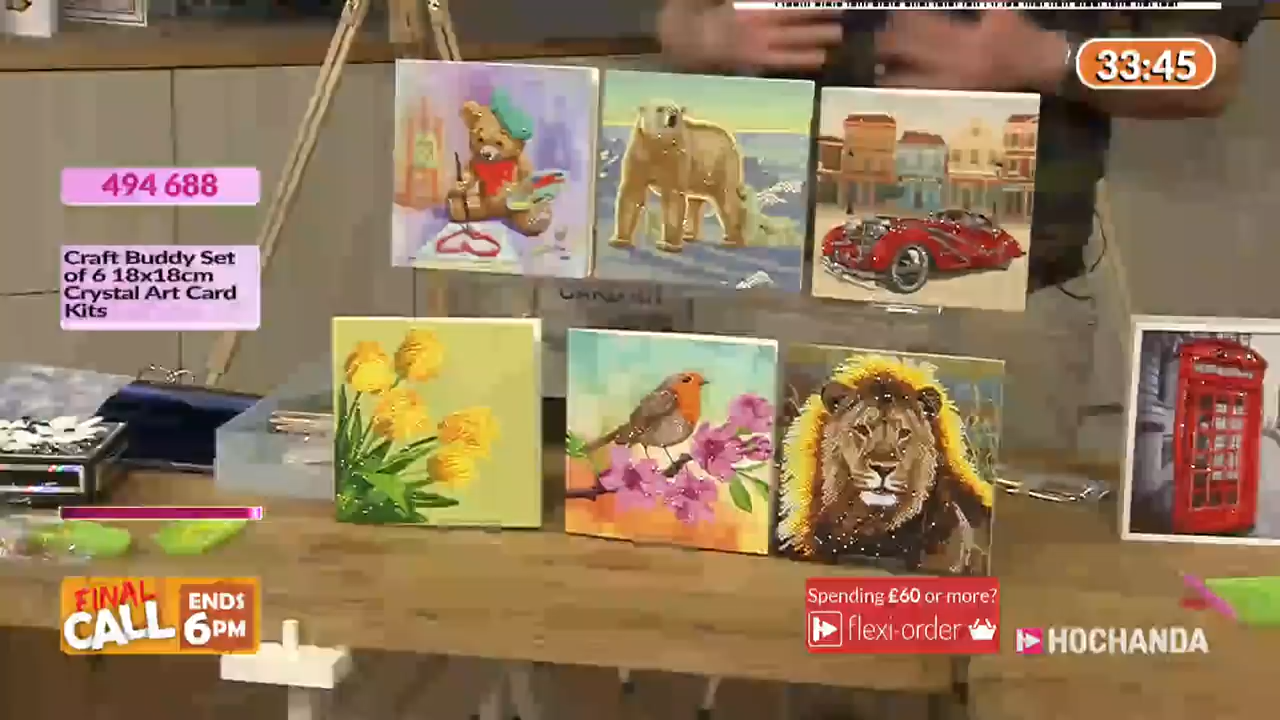 33:45
494 688
Craft Buddy Set
of 6 18x18cm
Crystal Art Card
Kits
FINAL
CALL
ENDS
6PM
Spending £60 or more?
flexi-order
HOCHANDA